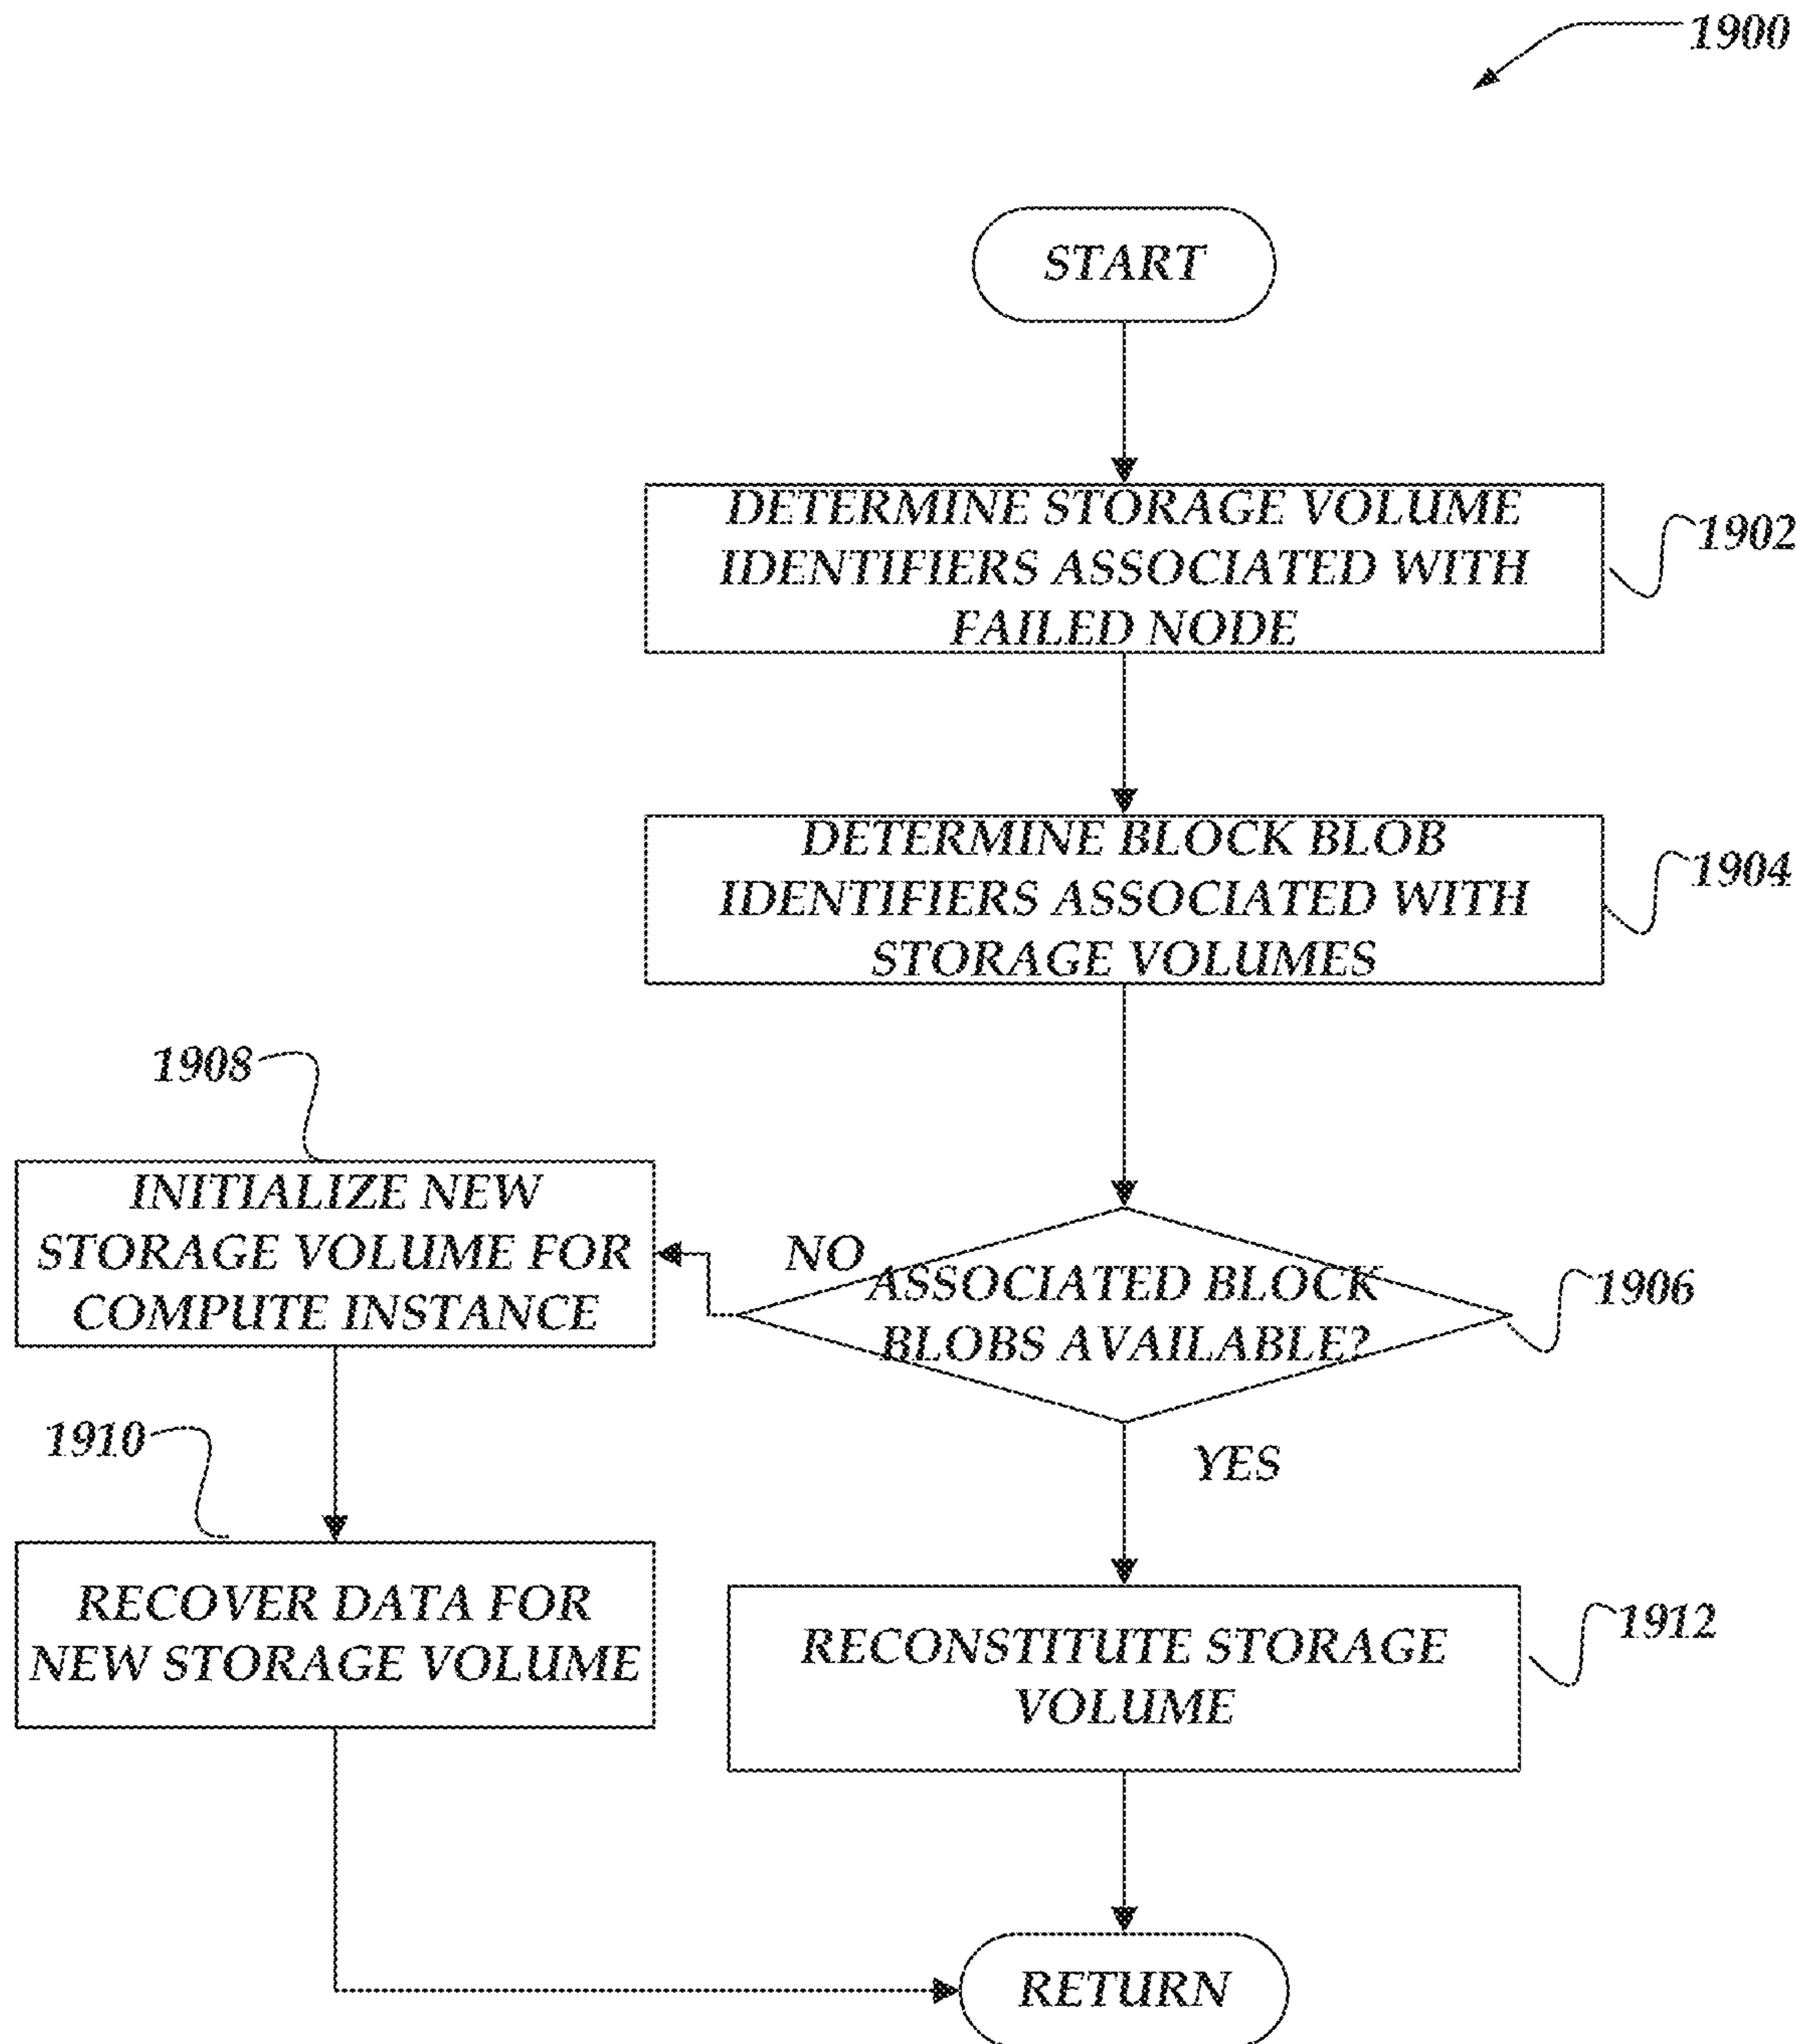 1900
START
DETERMINE STORAGE VOLUME
IDENTIFIERS ASSOCIATED WITH
FAILED NODE
1902
DETERMINE BLOCK BLOB
IDENTIFIERS ASSOCIATED WITH
STORAGE VOLUMES
1904
1908
INITIALIZE NEW
STORAGE VOLUME FOR
COMPUTE INSTANCE
NO
ASSOCIATED BLOCK
BLOBS AVAILABLE?
1906
1910
YES
RECOVER DATA FOR
NEW STORAGE VOLUME
RECONSTITUTE STORAGE
VOLUME
1912
RETURN